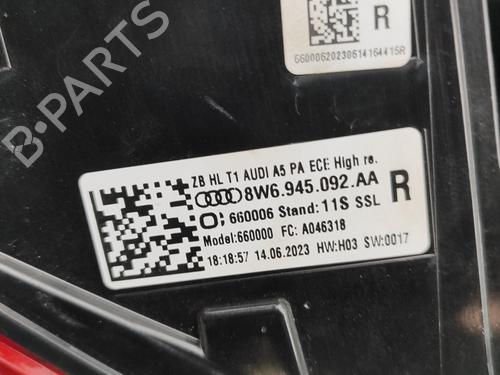 R
66000620230614164415R
B-PARTS
ZB HL T1 AUDI A5 PA ECE High re.
8W6.945.092.AA
R
660006 Stand:11S SSL
Model:660000 FC: A046318
18:18:57 14.06.2023 HW:H03 SW:0017